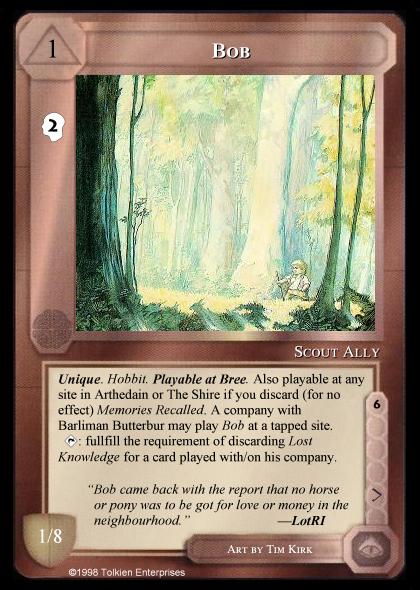 1
BOB
2
SCOUT ALLY
Unique. Hobbit. Playable at Bree. Also playable at any
site in Arthedain or The Shire if you discard (for no
effect) Memories Recalled. A company with
Barliman Butterbur may play Bob at a tapped site.
: fullfill the requirement of discarding Lost
Knowledge for a card played with/on his company.
6
“Bob came back with the report that no horse
or pony was to be got for love or money in the
neighbourhood.” —LotRI
1/8
ART BY TIM KIRK
©1998 Tolkien Enterprises